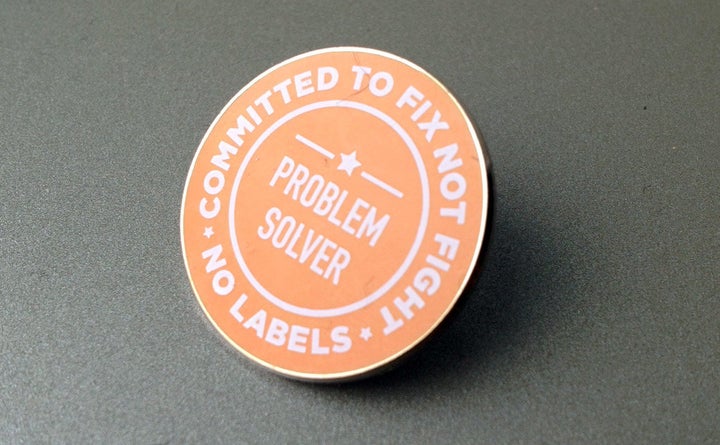 COMMITTED TO FIX NOT FIGHT
PROBLEM
SOLVER
NO LABELS